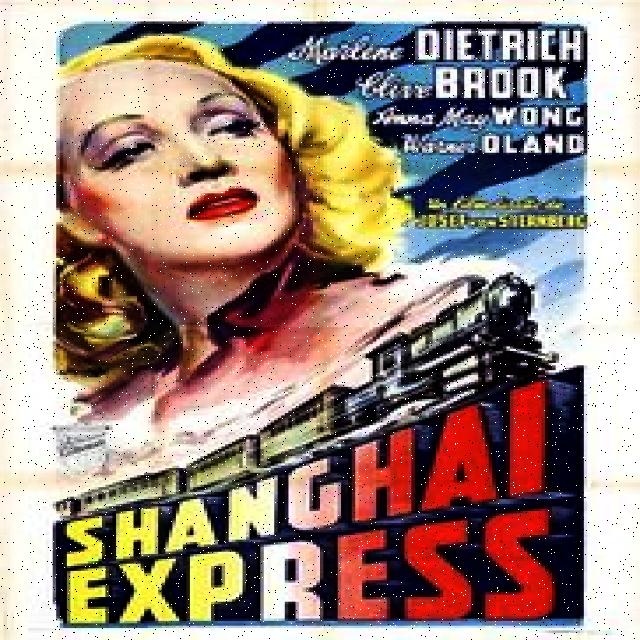 Marlene DIETRICH
Clive BROOK
Anna May WONG
Warner OLAND
JOSEF von STERNBERG
SHANGHAI
EXPRESS